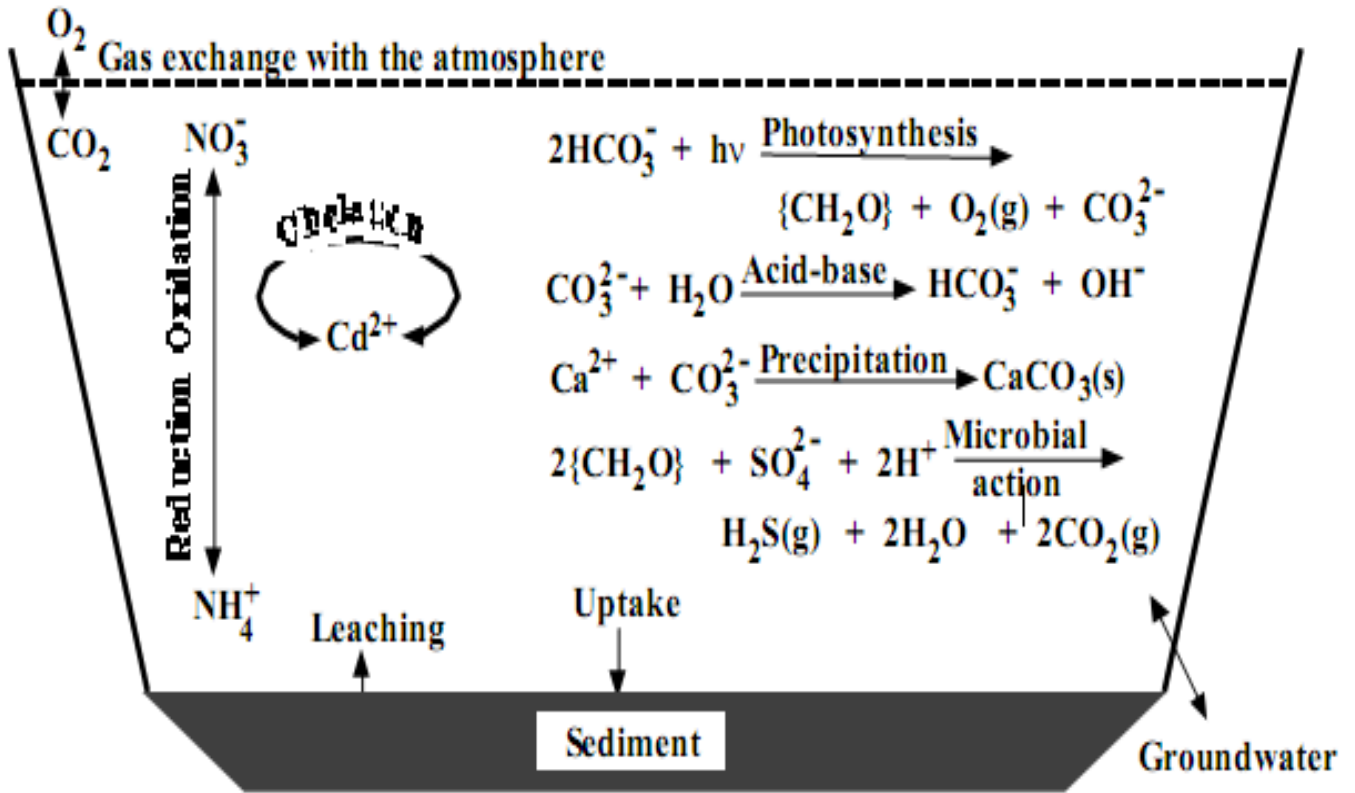 O₂
Gas exchange with the atmosphere
CO₂
NO₃⁻
Reduction Oxidation
NH₄⁺
Chelation
Cd²⁺
2HCO₃⁻ + hν Photosynthesis
{CH₂O} + O₂(g) + CO₃²⁻
CO₃²⁻ + H₂O Acid-base HCO₃⁻ + OH⁻
Ca²⁺ + CO₃²⁻ Precipitation CaCO₃(s)
2{CH₂O} + SO₄²⁻ + 2H⁺ Microbial action
H₂S(g) + 2H₂O + 2CO₂(g)
Leaching
Uptake
Sediment
Groundwater